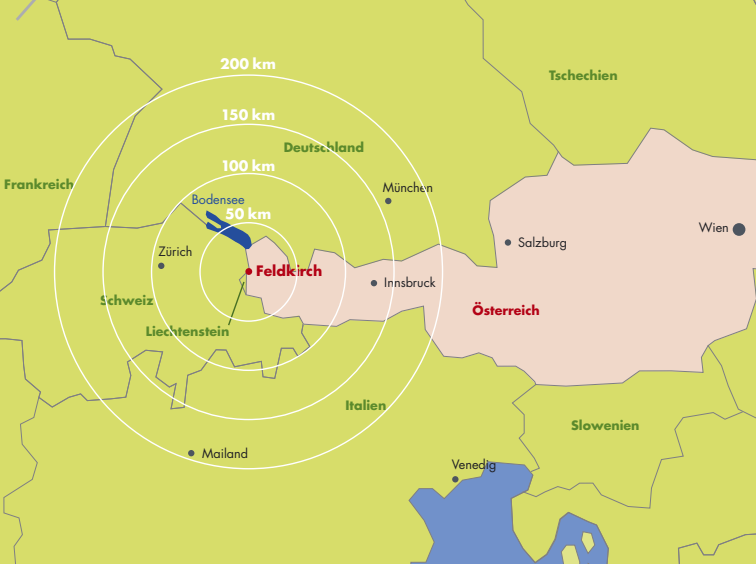 200 km
Tschechien
150 km
Deutschland
100 km
Frankreich
München
Bodensee
50 km
Wien
Salzburg
Zürich
Feldkirch
Innsbruck
Schweiz
Österreich
Liechtenstein
Italien
Slowenien
Mailand
Venedig